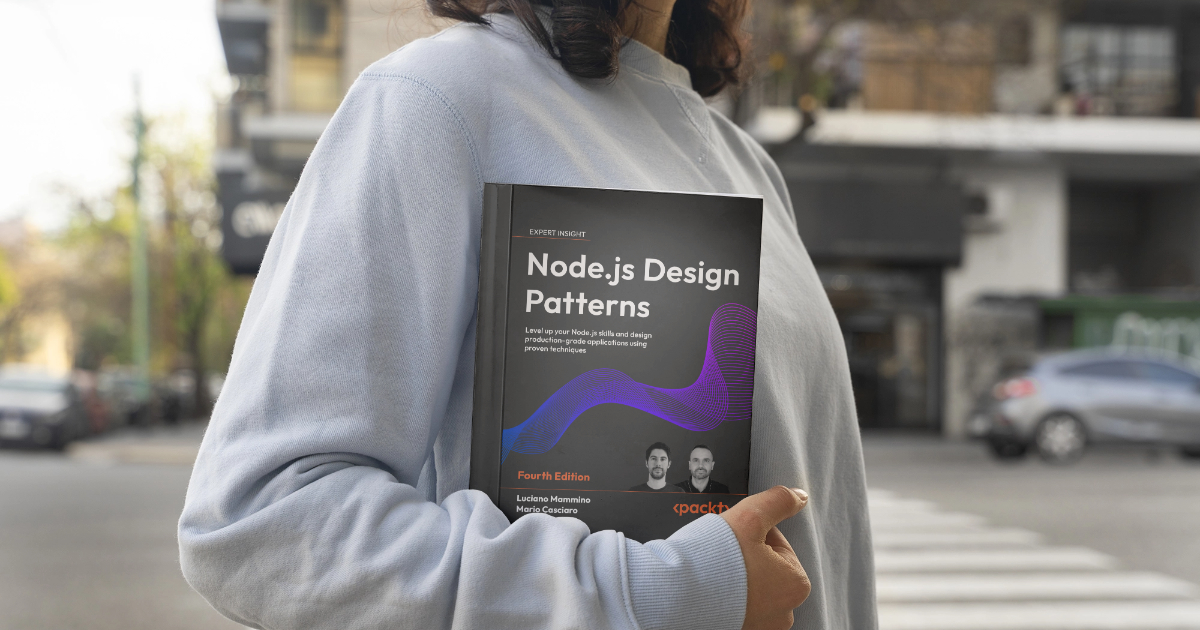 EXPERT INSIGHT
Node.js Design
Patterns
Level up your Node.js skills and design
production-grade applications using
proven techniques
Fourth Edition
Luciano Mammino
Mario Casciaro
<packt>